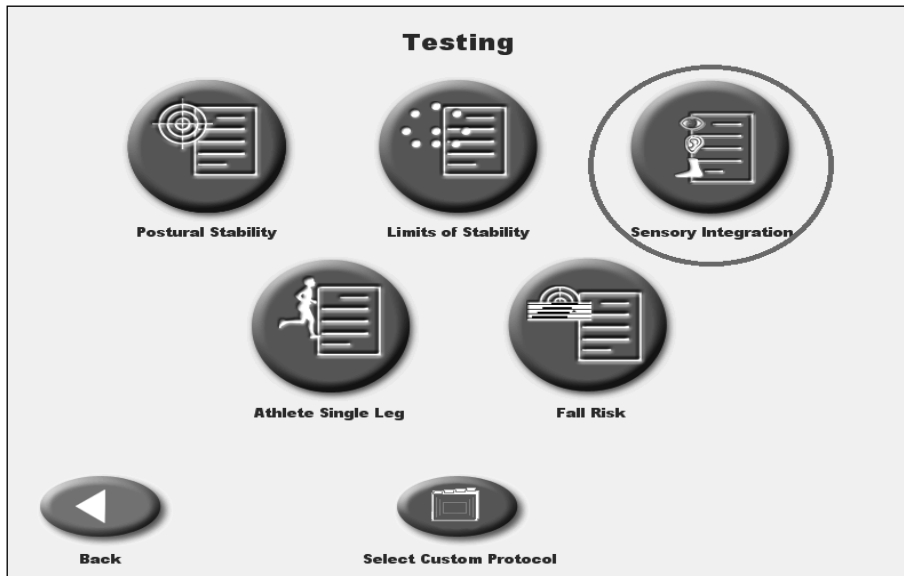 Testing
Postural Stability
Limits of Stability
Sensory Integration
Athlete Single Leg
Fall Risk
Back
Select Custom Protocol